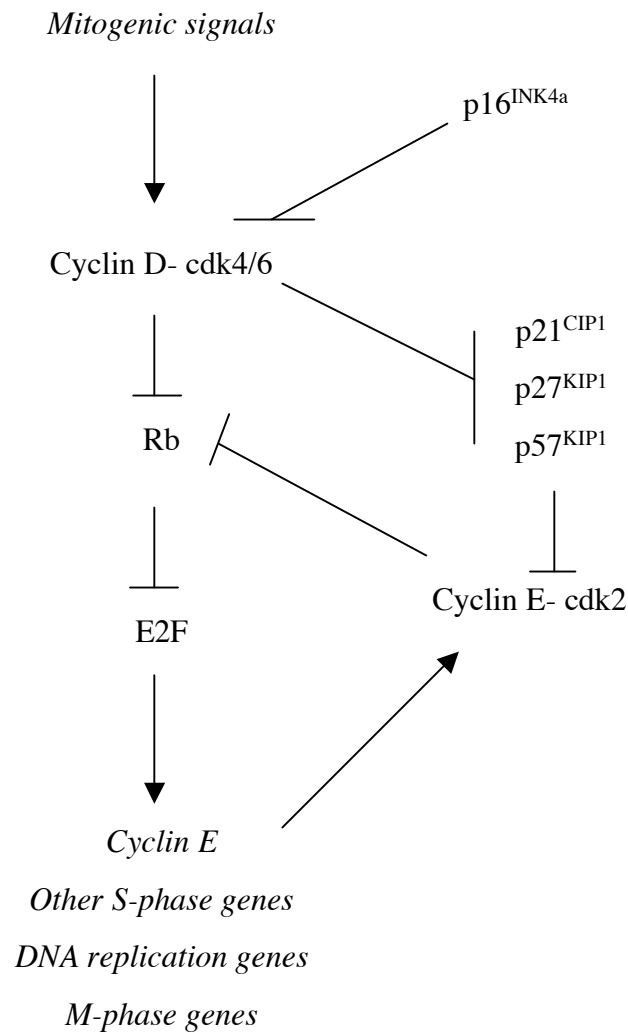 Mitogenic signals
p16INK4a
Cyclin D- cdk4/6
p21CIP1
p27KIP1
Rb
p57KIP1
Cyclin E- cdk2
E2F
Cyclin E
Other S-phase genes
DNA replication genes
M-phase genes